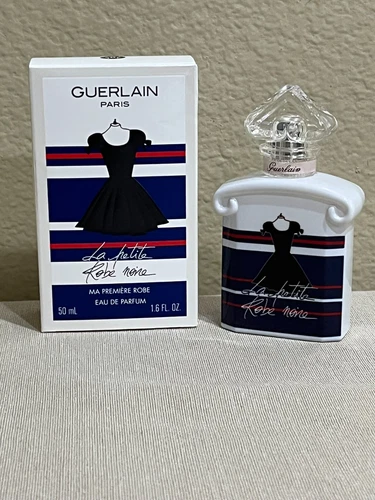 GUERLAIN
PARIS
La petite
Robe noire
MA PREMIÈRE ROBE
EAU DE PARFUM
50 mL
1.6 FL. OZ.
Guerlain
La petite
Robe noire